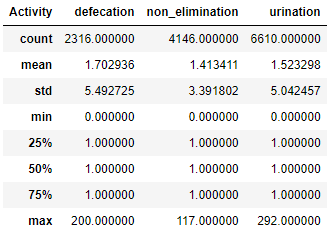 Activity defecation non_elimination urination
count 2316.000000 4146.000000 6610.000000
mean 1.702936 1.413411 1.523298
std 5.492725 3.391802 5.042457
min 0.000000 0.000000 0.000000
25% 1.000000 1.000000 1.000000
50% 1.000000 1.000000 1.000000
75% 1.000000 1.000000 1.000000
max 200.000000 117.000000 292.000000